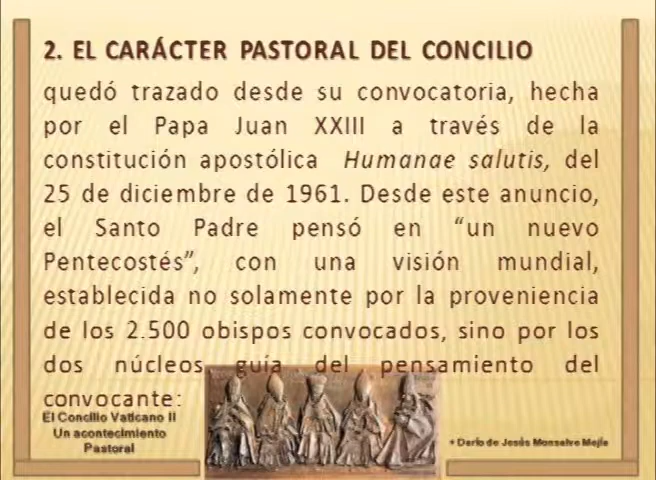 2. EL CARÁCTER PASTORAL DEL CONCILIO
quedó trazado desde su convocatoria, hecha
por el Papa Juan XXIII a través de la
constitución apostólica Humanae salutis, del
25 de diciembre de 1961. Desde este anuncio,
el Santo Padre pensó en “un nuevo
Pentecostés”, con una visión mundial,
establecida no solamente por la proveniencia
de los 2.500 obispos convocados, sino por los
dos núcleos guía del pensamiento del
convocante:
El Concilio Vaticano II
Un acontecimiento
Pastoral
+ Darío de Jesús Monsalve Mejía